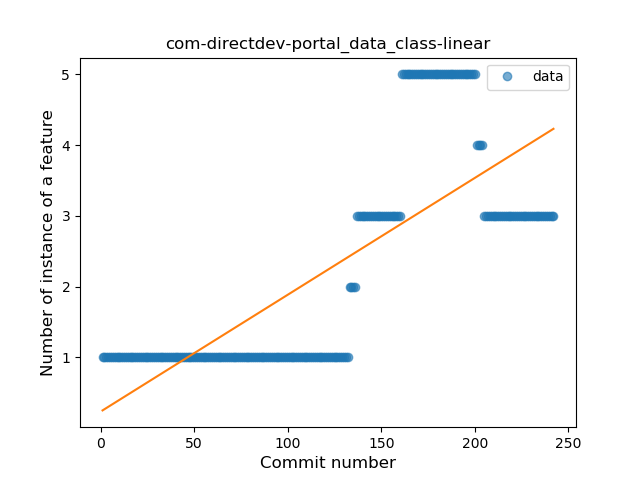 com-directdev-portal_data_class-linear
data
Number of instance of a feature
5
4
3
2
1
0
50
100
150
200
250
Commit number